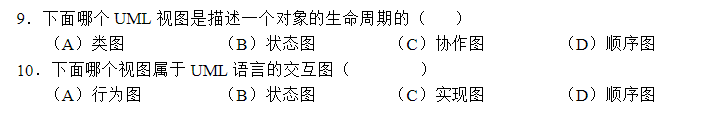 9．下面哪个 UML 视图是描述一个对象的生命周期的（ ）
（A）类图 （B）状态图 （C）协作图 （D）顺序图
10．下面哪个视图属于 UML 语言的交互图（ ）
（A）行为图 （B）状态图 （C）实现图 （D）顺序图